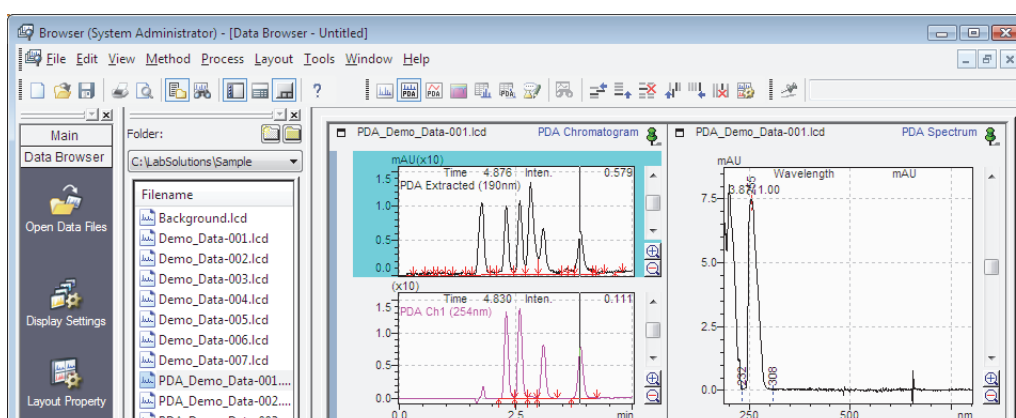 Browser (System Administrator) - [Data Browser - Untitled]
File Edit View Method Process Layout Tools Window Help
Main
Data Browser
Open Data Files
Display Settings
Layout Property
Folder:
C:\LabSolutions\Sample
Filename
Background.lcd
Demo_Data-001.lcd
Demo_Data-002.lcd
Demo_Data-003.lcd
Demo_Data-004.lcd
Demo_Data-005.lcd
Demo_Data-006.lcd
Demo_Data-007.lcd
PDA_Demo_Data-001....
PDA_Demo_Data-002....
PDA_Demo_Data-001.lcd PDA Chromatogram
mAU(x10)
Time 4.876 Inten. 0.579
PDA Extracted (190nm)
1.5
1.0
0.5
0.0
(x10)
Time 4.830 Inten. 0.111
PDA Ch1 (254nm)
1.5
1.0
0.5
0.0
0.0 2.5 min
PDA_Demo_Data-001.lcd PDA Spectrum
mAU
Wavelength mAU
255
7.5
5.0
2.5
0.0
232 308
250 500 nm